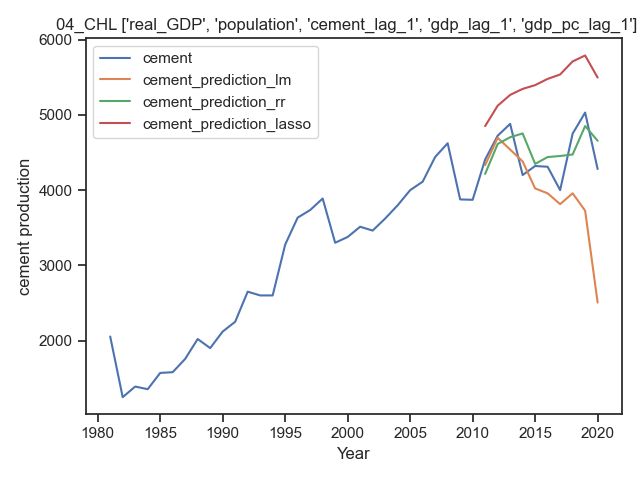 04_CHL ['real_GDP', 'population', 'cement_lag_1', 'gdp_lag_1', 'gdp_pc_lag_1']
6000
5000
4000
3000
2000
cement production
cement
cement_prediction_lm
cement_prediction_rr
cement_prediction_lasso
1980 1985 1990 1995 2000 2005 2010 2015 2020
Year